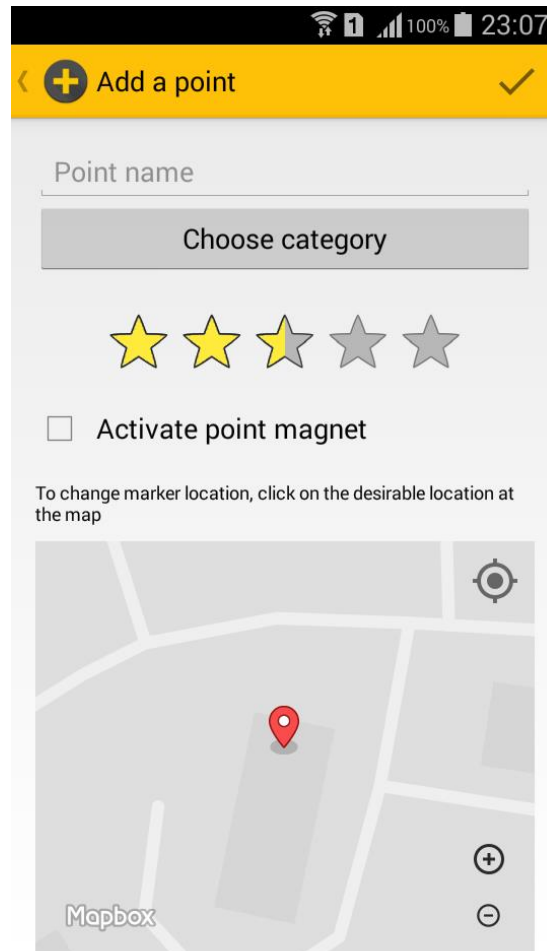 1 100% 23:07
Add a point
Point name
Choose category
Activate point magnet
To change marker location, click on the desirable location at
the map
Mapbox